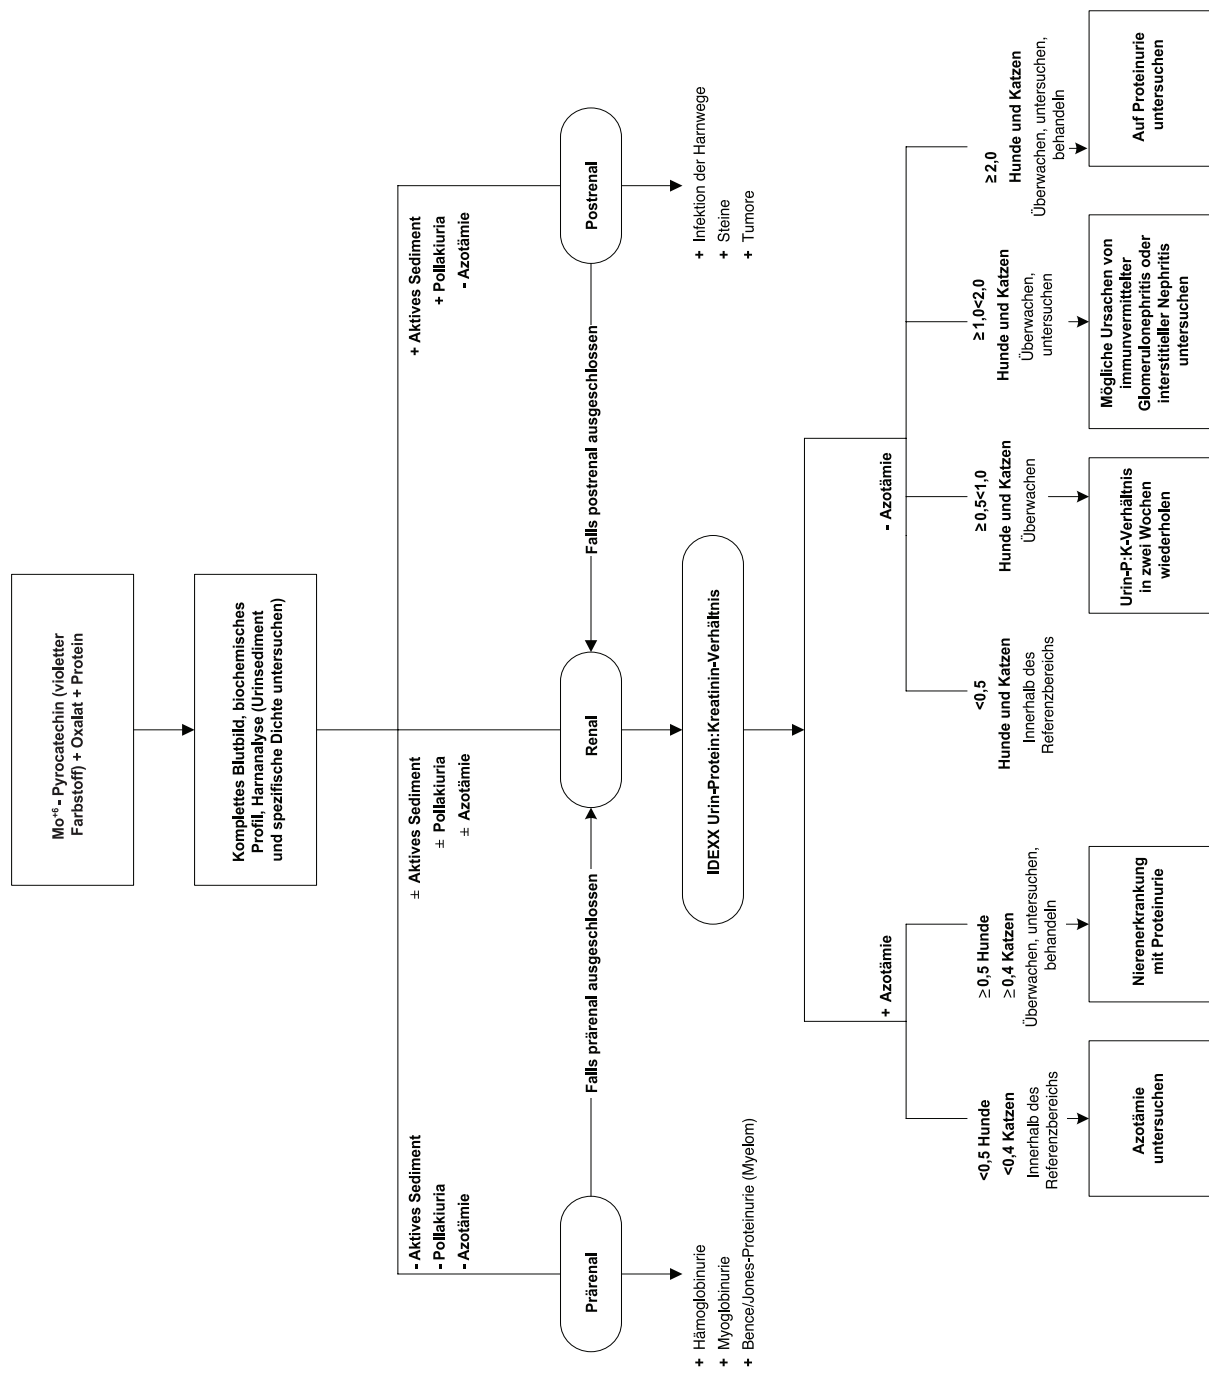 Mo+6 - Pyrocatechin (violetter
Farbstoff) + Oxalat + Protein
Komplettes Blutbild, biochemisches
Profil, Harnanalyse (Urinsediment
und spezifische Dichte untersuchen)
- Aktives Sediment
- Pollakiuria
- Azotämie
± Aktives Sediment
± Pollakiuria
± Azotämie
+ Aktives Sediment
+ Pollakiuria
- Azotämie
Prärenal
Falls prärenal ausgeschlossen
Renal
Falls postrenal ausgeschlossen
Postrenal
+ Hämoglobinurie
+ Myoglobinurie
+ Bence/Jones-Proteinurie (Myelom)
IDEXX Urin-Protein:Kreatinin-Verhältnis
+ Infektion der Harnwege
+ Steine
+ Tumore
+ Azotämie
- Azotämie
<0,5 Hunde
<0,4 Katzen
Innerhalb des
Referenzbereichs
≥0,5 Hunde
≥0,4 Katzen
Überwachen, untersuchen,
behandeln
<0,5
Hunde und Katzen
Innerhalb des
Referenzbereichs
≥0,5<1,0
Hunde und Katzen
Überwachen
≥1,0<2,0
Hunde und Katzen
Überwachen,
untersuchen
≥2,0
Hunde und Katzen
Überwachen, untersuchen,
behandeln
Azotämie
untersuchen
Nierenerkrankung
mit Proteinurie
Urin-P:K-Verhältnis
in zwei Wochen
wiederholen
Mögliche Ursachen von
immunvermittelter
Glomerulonephritis oder
interstitieller Nephritis
untersuchen
Auf Proteinurie
untersuchen